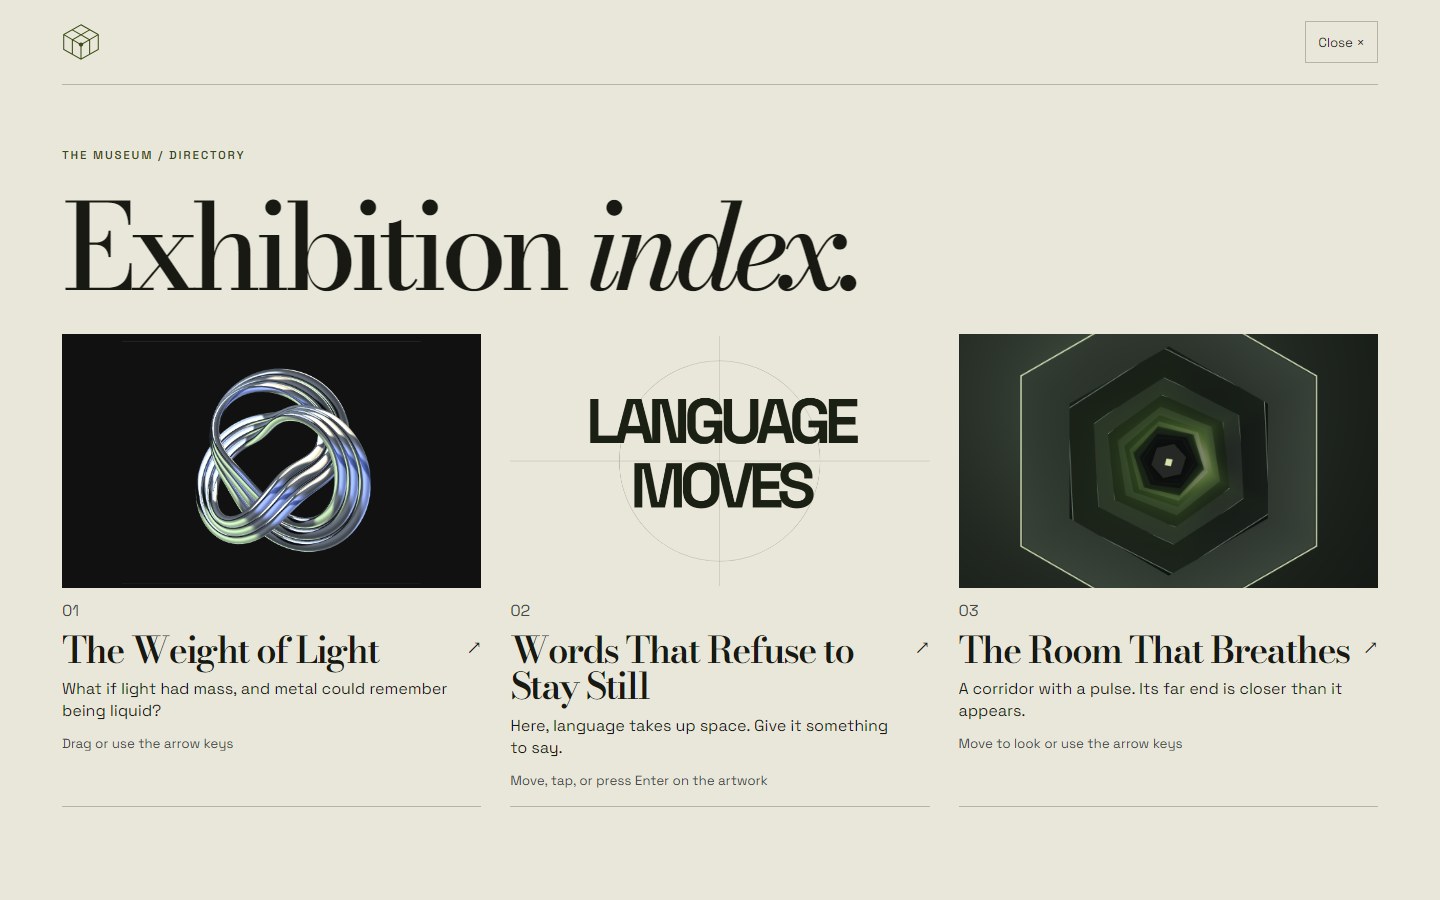 Close ×
THE MUSEUM / DIRECTORY
Exhibition index.
LANGUAGE
MOVES
01
The Weight of Light ↗
What if light had mass, and metal could remember
being liquid?
Drag or use the arrow keys
02
Words That Refuse to ↗
Stay Still
Here, language takes up space. Give it something
to say.
Move, tap, or press Enter on the artwork
03
The Room That Breathes ↗
A corridor with a pulse. Its far end is closer than it
appears.
Move to look or use the arrow keys